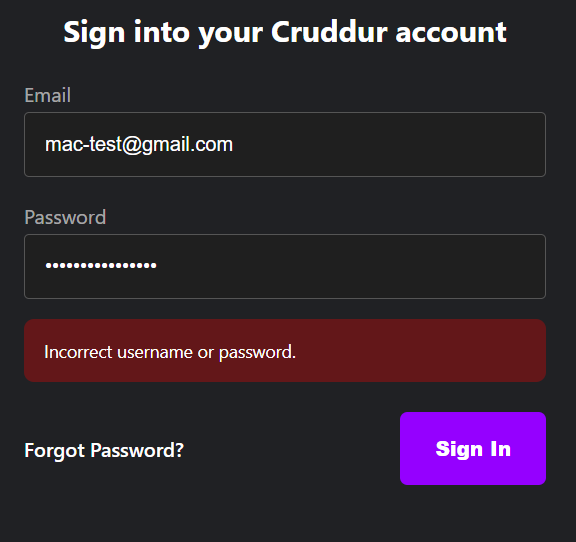 Sign into your Cruddur account
Email
mac-test@gmail.com
Password
••••••••••••••••
Incorrect username or password.
Forgot Password?
Sign In